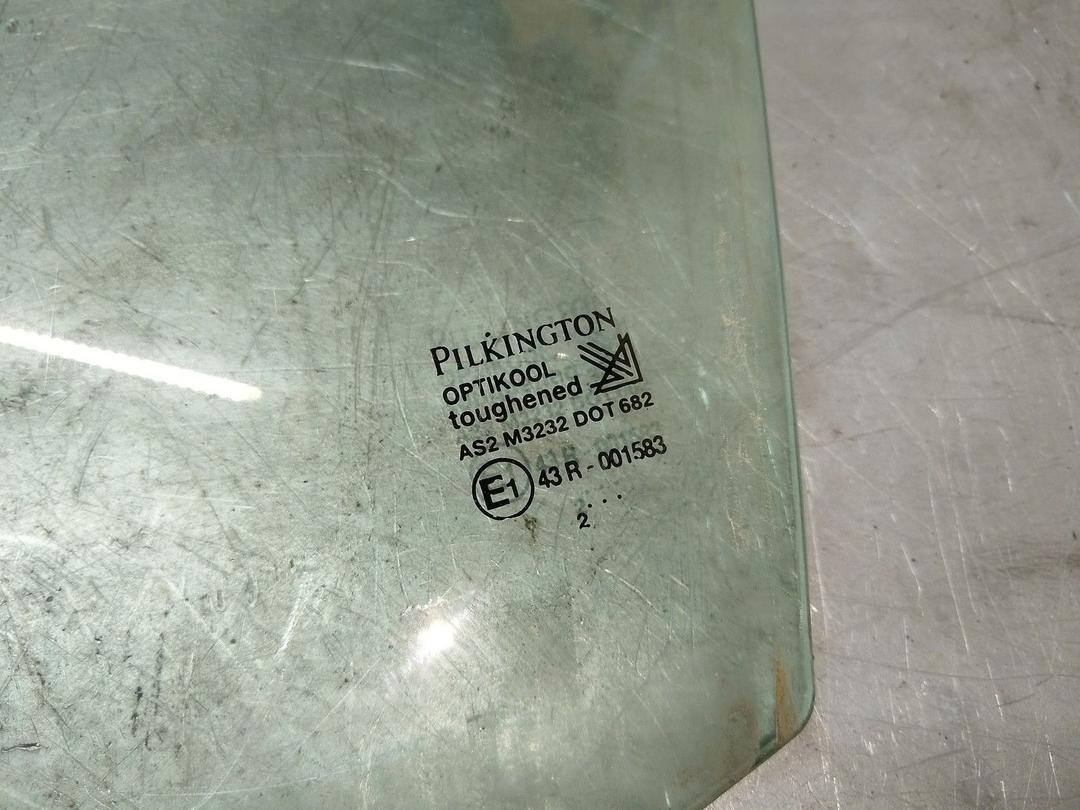 PILKINGTON
OPTIKOOL
toughened
AS2 M3232 DOT 682
E1 43 R - 001583
. . . .
2